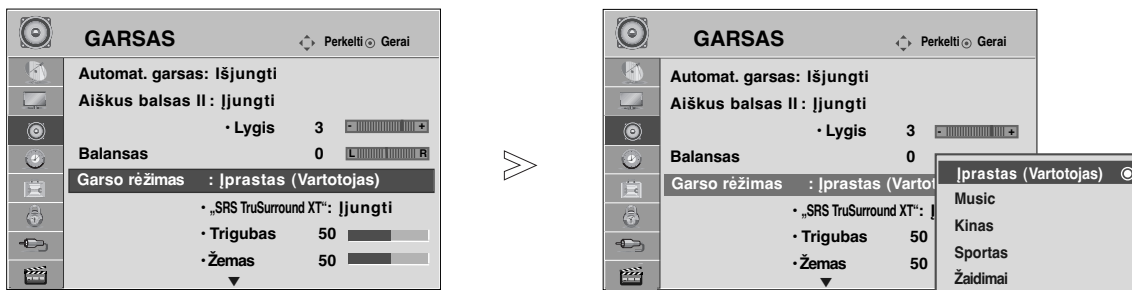 GARSAS Perkelti Gerai
Automat. garsas: Išjungti
Aiškus balsas II : Įjungti
• Lygis 3 - +
Balansas 0 L R
Garso rėžimas : Įprastas (Vartotojas)
• „SRS TruSurround XT“: Įjungti
• Trigubas 50
• Žemas 50
GARSAS Perkelti Gerai
Automat. garsas: Išjungti
Aiškus balsas II : Įjungti
• Lygis 3 - +
Balansas 0
Garso rėžimas : Įprastas (Vartot
• „SRS TruSurround XT“:
• Trigubas 50
• Žemas 50
Įprastas (Vartotojas)
Music
Kinas
Sportas
Žaidimai